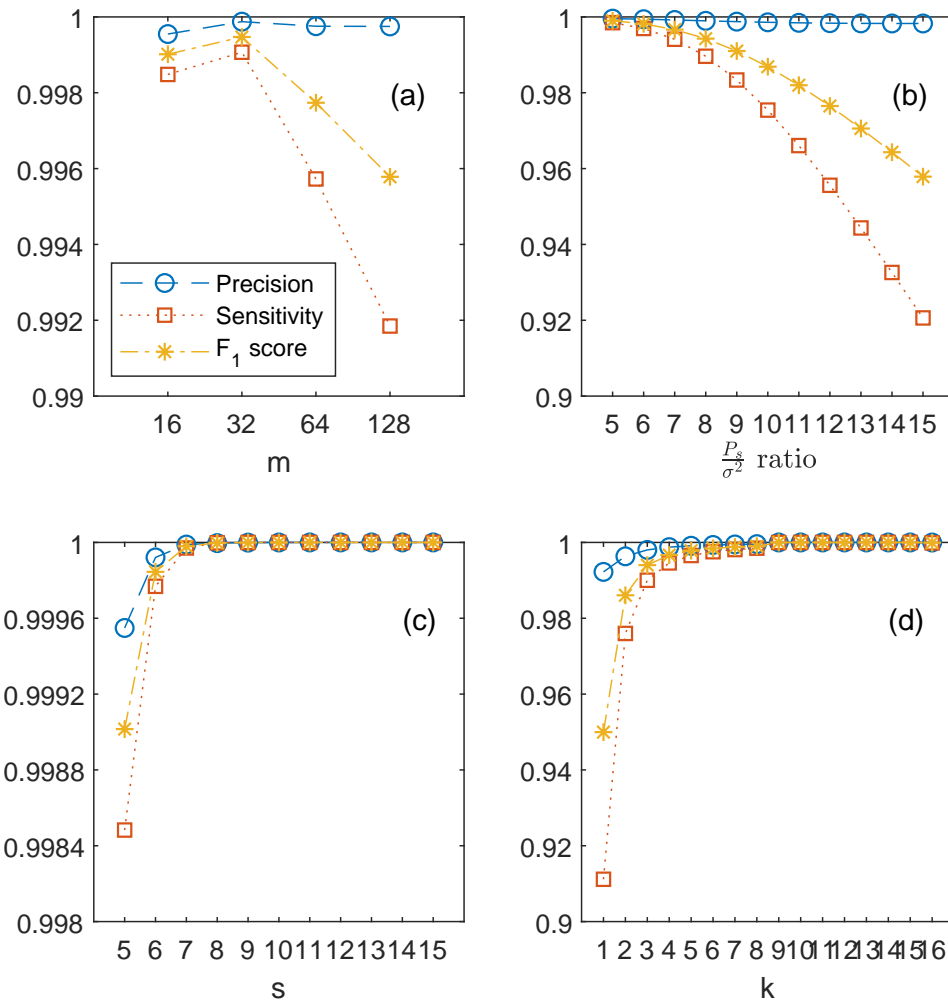 1
0.998
0.996
0.994
0.992
0.99
(a)
Precision
Sensitivity
F1 score
16 32 64 128
m
1
0.98
0.96
0.94
0.92
0.9
(b)
5 6 7 8 9 10 11 12 13 14 15
P_s/σ^2 ratio
1
0.9996
0.9992
0.9988
0.9984
0.998
(c)
5 6 7 8 9 10 11 12 13 14 15
s
1
0.98
0.96
0.94
0.92
0.9
(d)
1 2 3 4 5 6 7 8 9 10 11 12 13 14 15 16
k